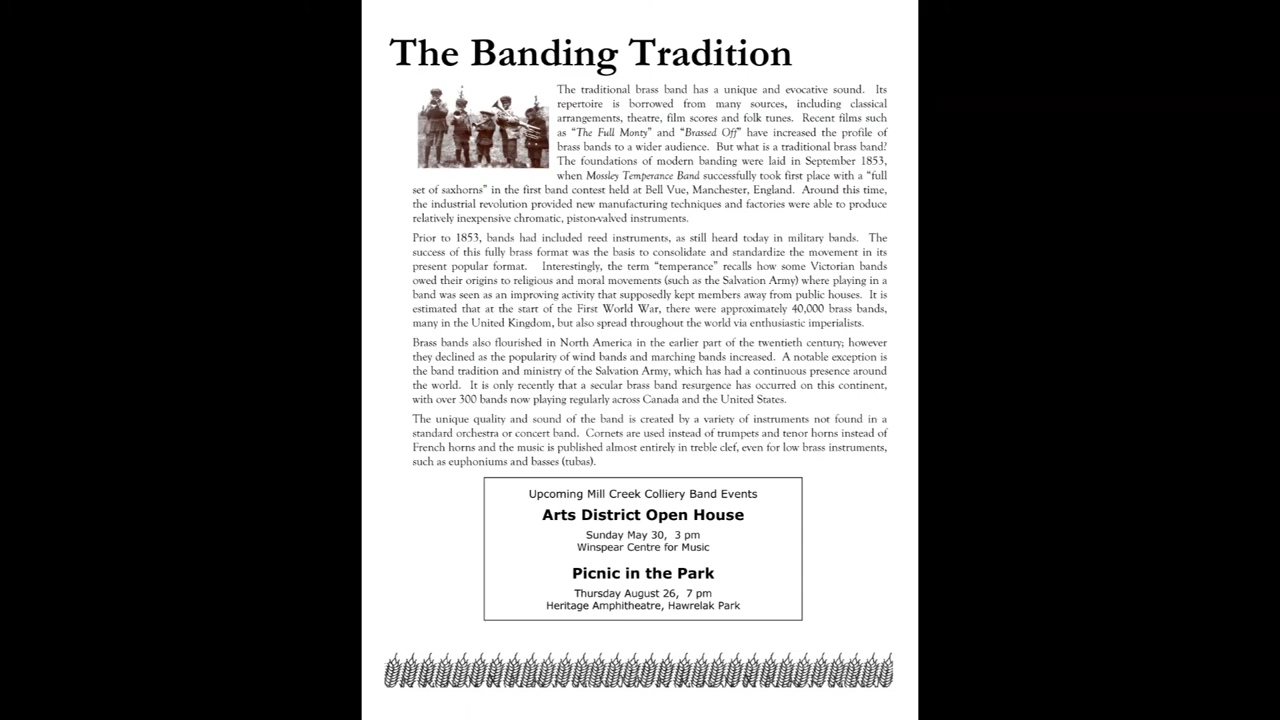 The Banding Tradition
The traditional brass band has a unique and evocative sound. Its
repertoire is borrowed from many sources, including classical
arrangements, theatre, film scores and folk tunes. Recent films such
as “The Full Monty” and “Brassed Off” have increased the profile of
brass bands to a wider audience. But what is a traditional brass band?
The foundations of modern banding were laid in September 1853,
when Mossley Temperance Band successfully took first place with a “full
set of saxhorns” in the first band contest held at Bell Vue, Manchester, England. Around this time,
the industrial revolution provided new manufacturing techniques and factories were able to produce
relatively inexpensive chromatic, piston-valved instruments.
Prior to 1853, bands had included reed instruments, as still heard today in military bands. The
success of this fully brass format was the basis to consolidate and standardize the movement in its
present popular format. Interestingly, the term “temperance” recalls how some Victorian bands
owed their origins to religious and moral movements (such as the Salvation Army) where playing in a
band was seen as an improving activity that supposedly kept members away from public houses. It is
estimated that at the start of the First World War, there were approximately 40,000 brass bands,
many in the United Kingdom, but also spread throughout the world via enthusiastic imperialists.
Brass bands also flourished in North America in the earlier part of the twentieth century; however
they declined as the popularity of wind bands and marching bands increased. A notable exception is
the band tradition and ministry of the Salvation Army, which has had a continuous presence around
the world. It is only recently that a secular brass band resurgence has occurred on this continent,
with over 300 bands now playing regularly across Canada and the United States.
The unique quality and sound of the band is created by a variety of instruments not found in a
standard orchestra or concert band. Cornets are used instead of trumpets and tenor horns instead of
French horns and the music is published almost entirely in treble clef, even for low brass instruments,
such as euphoniums and basses (tubas).
Upcoming Mill Creek Colliery Band Events
Arts District Open House
Sunday May 30, 3 pm
Winspear Centre for Music
Picnic in the Park
Thursday August 26, 7 pm
Heritage Amphitheatre, Hawrelak Park